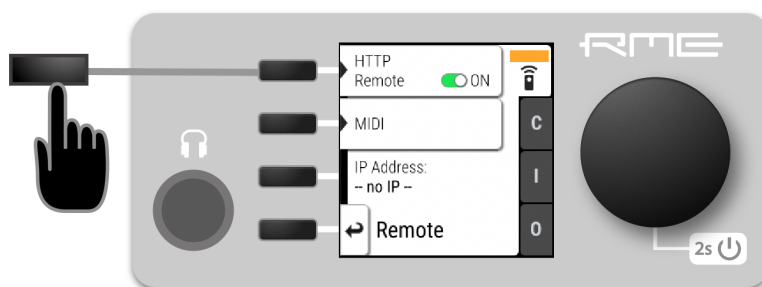 RME
HTTP
Remote ON
MIDI
C
IP Address:
-- no IP --
I
Remote
O
2s